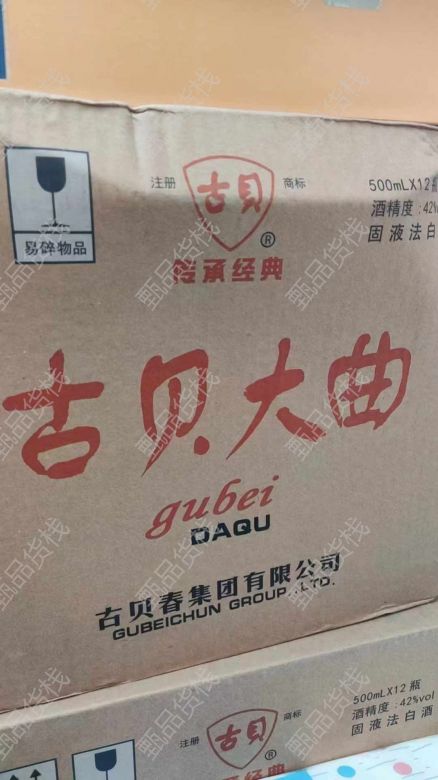 注册 古贝 商标
®
传承经典
易碎物品
500mLX12瓶
酒精度:42%
固液法白
古贝大曲
gubei
DAQU
古贝春集团有限公司
GUBEICHUN GROUP.,LTD.
注册 古贝 商标
®
500mLX12瓶
酒精度:42%vol
固液法白酒
甄品货栈